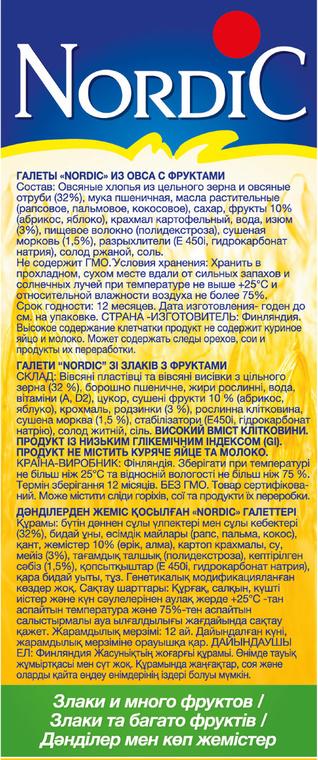 NORDIC
ГАЛЕТЫ «NORDIC» ИЗ ОВСА С ФРУКТАМИ
Состав: Овсяные хлопья из цельного зерна и овсяные
отруби (32%), мука пшеничная, масла растительные
(рапсовое, пальмовое, кокосовое), сахар, фрукты 10%
(абрикос, яблоко), крахмал картофельный, вода, изюм
(3%), пищевое волокно (полидекстроза), сушеная
морковь (1,5%), разрыхлители (E 450i, гидрокарбонат
натрия), солод ржаной, соль.
Не содержит ГМО. Условия хранения: Хранить в
прохладном, сухом месте вдали от сильных запахов и
солнечных лучей при температуре не выше +25°C и
относительной влажности воздуха не более 75%.
Срок годности: 12 месяцев. Дата изготовления- годен до
см. на упаковке. СТРАНА -ИЗГОТОВИТЕЛЬ: Финляндия.
Высокое содержание клетчатки продукт не содержит куриное
яйцо и молоко. Может содержать следы орехов, сои и
продукты их переработки.
ГАЛЕТИ "NORDIC" ЗІ ЗЛАКІВ З ФРУКТАМИ
СКЛАД: Вівсяні пластівці та вівсяні висівки з цільного
зерна (32 %), борошно пшеничне, жири рослинні, вода,
вітаміни (A, D2), цукор, сушені фрукти 10 % (абрикос,
яблуко), крохмаль, родзинки (3 %), рослинна клітковина,
сушена морква (1,5 %), стабілізатори (E450i, гідрокарбонат
натрію), солод житній, сіль. ВИСОКИЙ ВМІСТ КЛІТКОВИНИ.
ПРОДУКТ ІЗ НИЗЬКИМ ГЛІКЕМІЧНИМ ІНДЕКСОМ (GI).
ПРОДУКТ НЕ МІСТИТЬ КУРЯЧЕ ЯЙЦЕ ТА МОЛОКО.
КРАЇНА-ВИРОБНИК: Фінляндія. Зберігати при температурі
не більш ніж 25°C та відносній вологості не більш ніж 75 %.
Термін зберігання 12 місяців. БЕЗ ГМО. Товар сертифікова-
ний. Може містити сліди горіхів, сої та продукти їх переробки.
ДӘНДІЛЕРДЕН ЖЕМІС ҚОСЫЛҒАН «NORDIC» ГАЛЕТТЕРІ
Құрамы: бүтін дәннен сұлы үлпектері мен сұлы кебектері
(32%), бидай ұны, өсімдік майлары (рапс, пальма, кокос),
қант, жемістер 10% (өрік, алма), картоп крахмалы, су,
мейіз (3%), тағамдық талшық (полидекстроза), кептірілген
сәбіз (1,5%), қопсытқыштар (E 450i, гидрокарбонат натрия),
қара бидай уыты, тұз. Генетикалық модификацияланған
көздер жоқ. Сақтау шарттары: Құрғақ, салқын, күшті
иістер және күн сәулелерінен аулақ жерде +25°C -тан
аспайтын температура және 75%-тен аспайтын
салыстырмалы ауа ылғалдылығы жағдайында сақтау
қажет. Жарамдылық мерзімі: 12 ай. Дайындалған күні,
жарамдылық мерзіміне орауышқа қар. ДАЙЫНДАУШЫ
ЕЛ: Финляндия Жасунықтың жоғарғы құрамы. Өнімде тауық
жұмыртқасы мен сүт жоқ. Құрамында жаңғақтар, соя және
оларды қайта өңдеу өнімдерінің іздері болуы мүмкін.
Злаки и много фруктов /
Злаки та багато фруктів /
Дәнділер мен көп жемістер